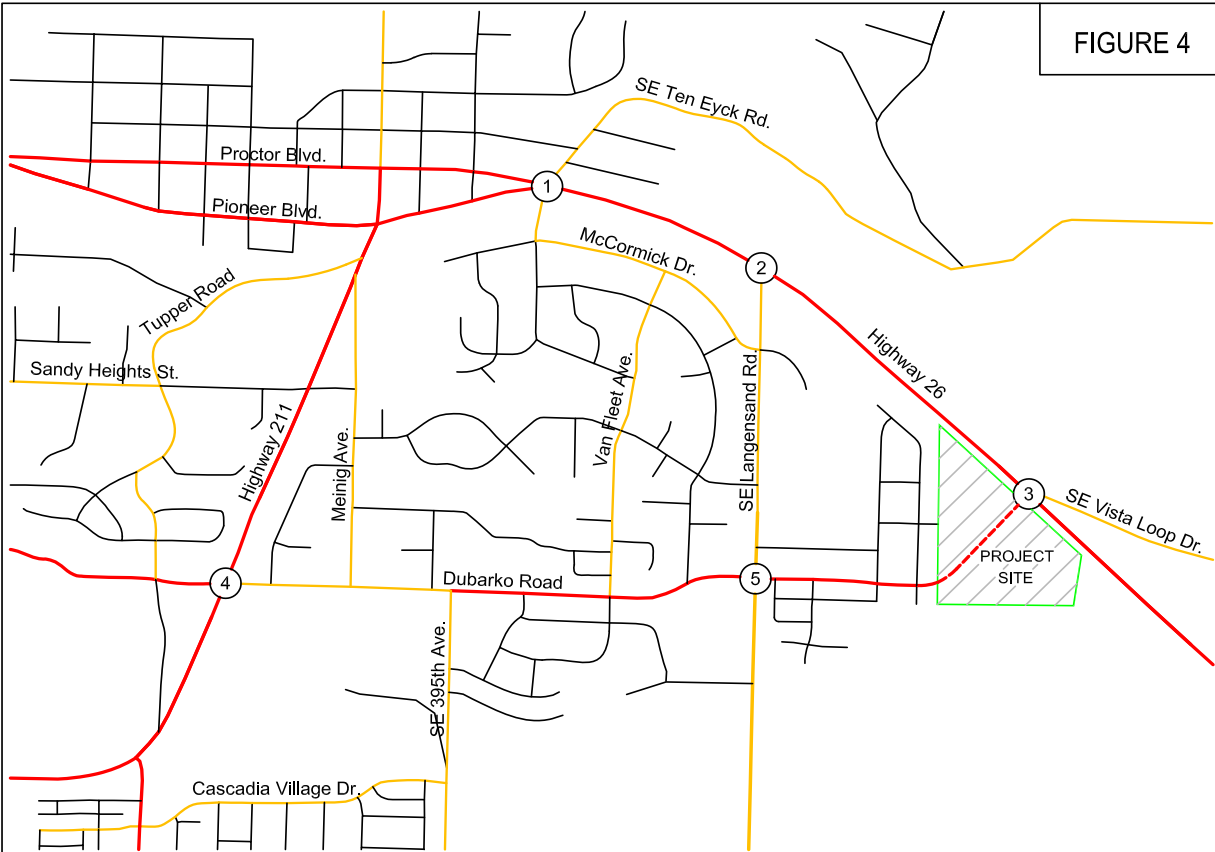 FIGURE 4
SE Ten Eyck Rd.
Proctor Blvd.
1
Pioneer Blvd.
McCormick Dr.
2
Tupper Road
Highway 26
Sandy Heights St.
Van Fleet Ave.
SE Langensand Rd.
Highway 211
Meinig Ave.
3
SE Vista Loop Dr.
PROJECT
SITE
4
Dubarko Road
5
SE 395th Ave.
Cascadia Village Dr.